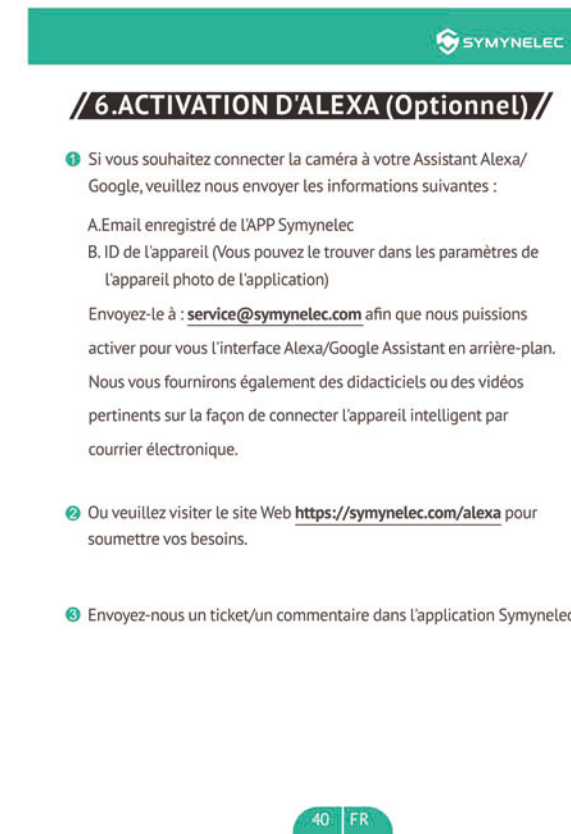 SYMYNELEC
6.ACTIVATION D'ALEXA (Optionnel)
1 Si vous souhaitez connecter la caméra à votre Assistant Alexa/
Google, veuillez nous envoyer les informations suivantes :
A.Email enregistré de l'APP Symynelec
B. ID de l'appareil (Vous pouvez le trouver dans les paramètres de
l'appareil photo de l'application)
Envoyez-le à : service@symynelec.com afin que nous puissions
activer pour vous l'interface Alexa/Google Assistant en arrière-plan.
Nous vous fournirons également des didacticiels ou des vidéos
pertinents sur la façon de connecter l'appareil intelligent par
courrier électronique.
2 Ou veuillez visiter le site Web https://symynelec.com/alexa pour
soumettre vos besoins.
3 Envoyez-nous un ticket/un commentaire dans l'application Symynelec
40 FR